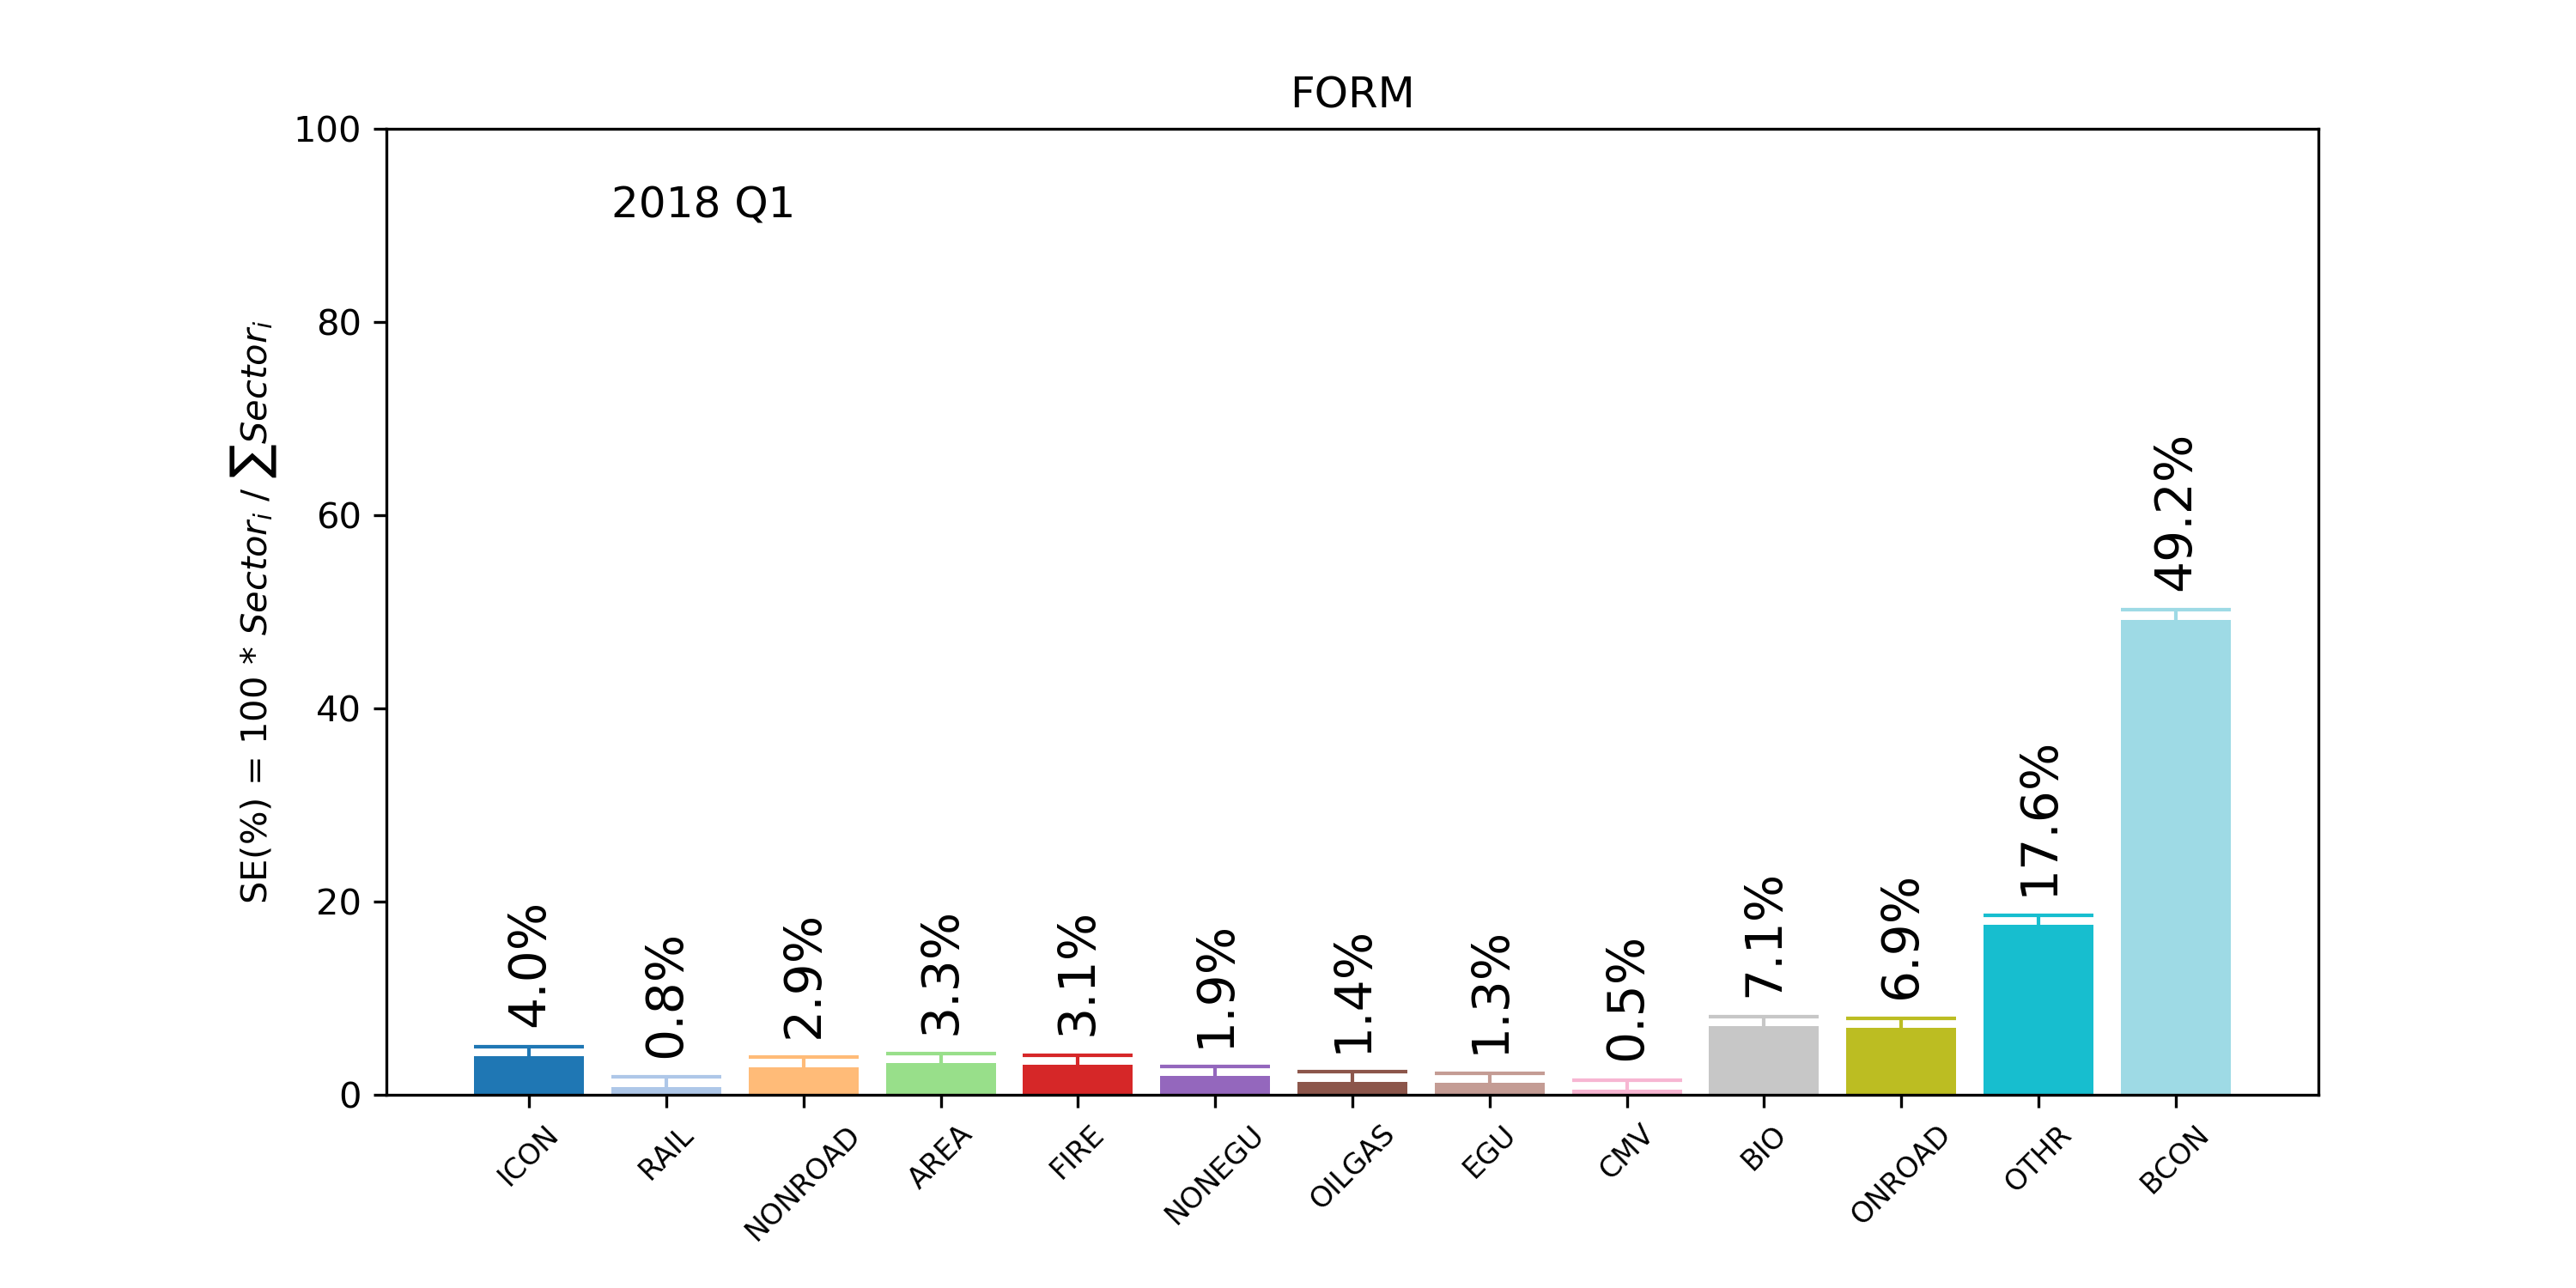 FORM
2018 Q1
SE(%) = 100 * Sector_i / ∑Sector_i
100
80
60
40
20
0
4.0%
0.8%
2.9%
3.3%
3.1%
1.9%
1.4%
1.3%
0.5%
7.1%
6.9%
17.6%
49.2%
ICON
RAIL
NONROAD
AREA
FIRE
NONEGU
OILGAS
EGU
CMV
BIO
ONROAD
OTHR
BCON